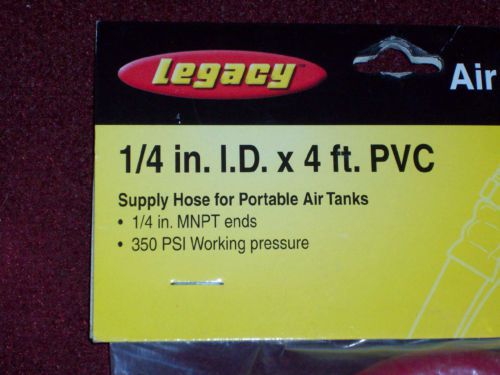 Legacy
Air
1/4 in. I.D. x 4 ft. PVC
Supply Hose for Portable Air Tanks
• 1/4 in. MNPT ends
• 350 PSI Working pressure